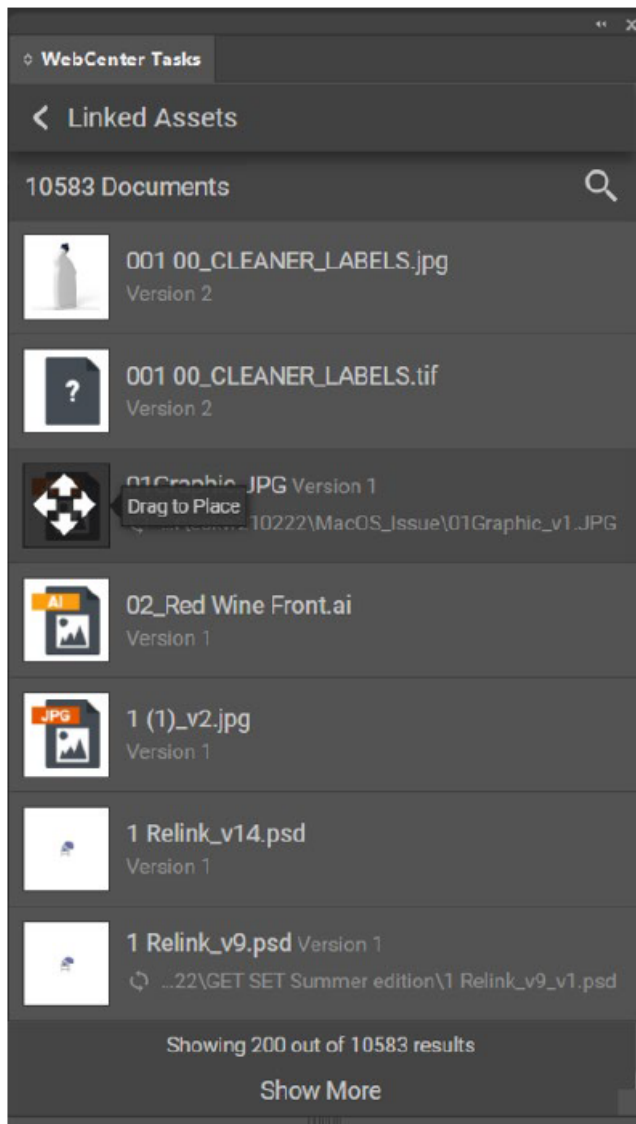 WebCenter Tasks
Linked Assets
10583 Documents
001 00_CLEANER_LABELS.jpg
Version 2
?
001 00_CLEANER_LABELS.tif
Version 2
01Graphic.JPG Version 1
Drag to Place
10222\MacOS_Issue\01Graphic_v1.JPG
AI
02_Red Wine Front.ai
Version 1
JPG
1 (1)_v2.jpg
Version 1
1 Relink_v14.psd
Version 1
1 Relink_v9.psd Version 1
...22\GET SET Summer edition\1 Relink_v9_v1.psd
Showing 200 out of 10583 results
Show More